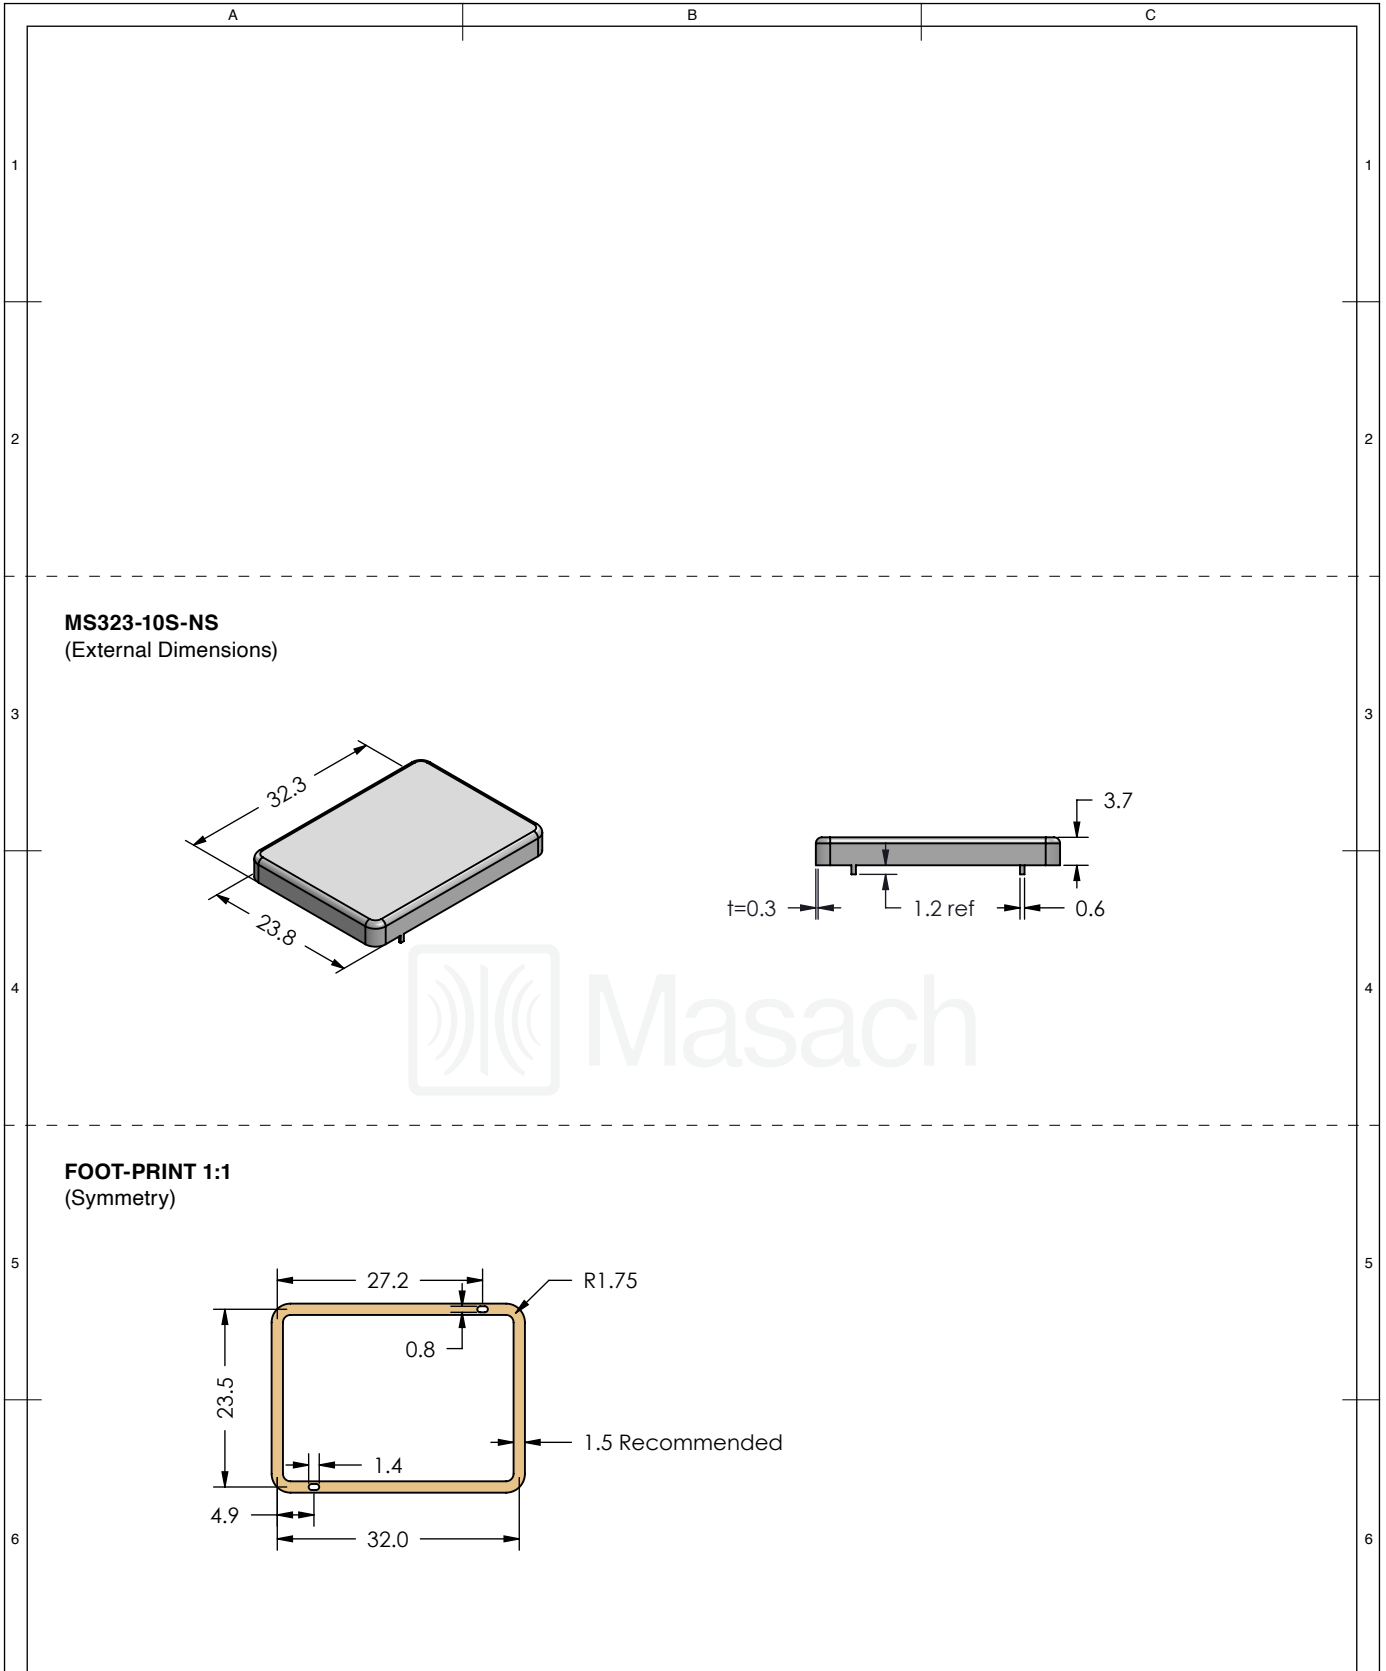 A B C
1 1
2 2
MS323-10S-NS
(External Dimensions)
3 3
32.3
23.8
3.7
t=0.3
1.2 ref
0.6
4 4
Masach
FOOT-PRINT 1:1
(Symmetry)
5 5
27.2
R1.75
0.8
23.5
1.5 Recommended
1.4
4.9
32.0
6 6